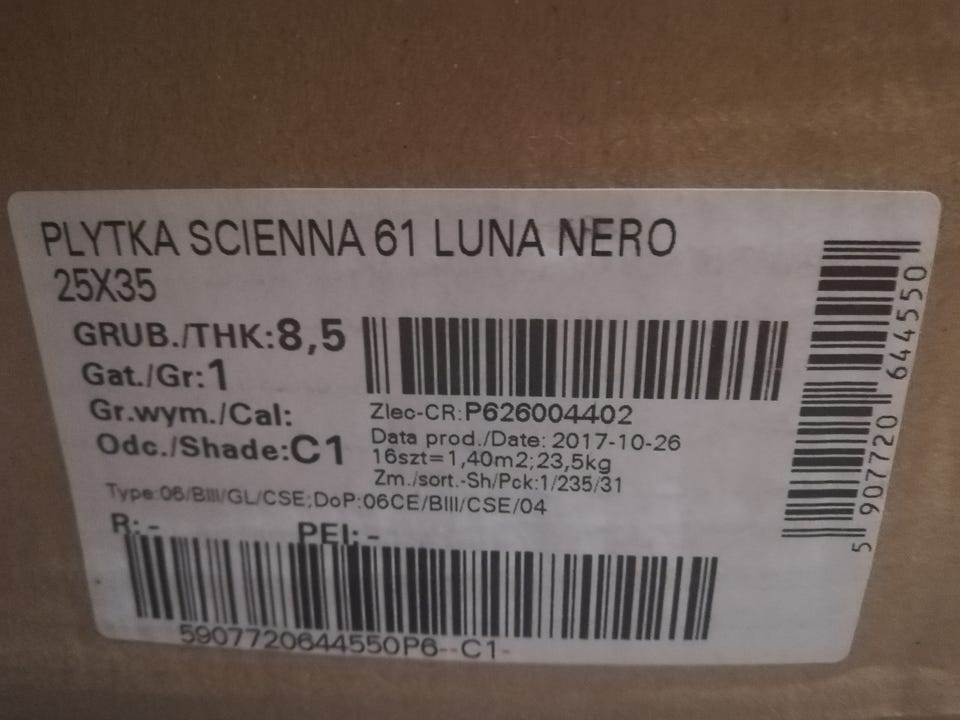 PLYTKA SCIENNA 61 LUNA NERO
25X35
GRUB./THK:8,5
Gat./Gr:1
Gr.wym./Cal:
Odc./Shade:C1
Zlec-CR:P626004402
Data prod./Date: 2017-10-26
16szt=1,40m2;23,5kg
Zm./sort.-Sh/Pck:1/235/31
Type:06/BIII/GL/CSE;DoP:06CE/BIII/CSE/04
R:- PEI:-
5907720644550P6--C1-
5 907720 644550